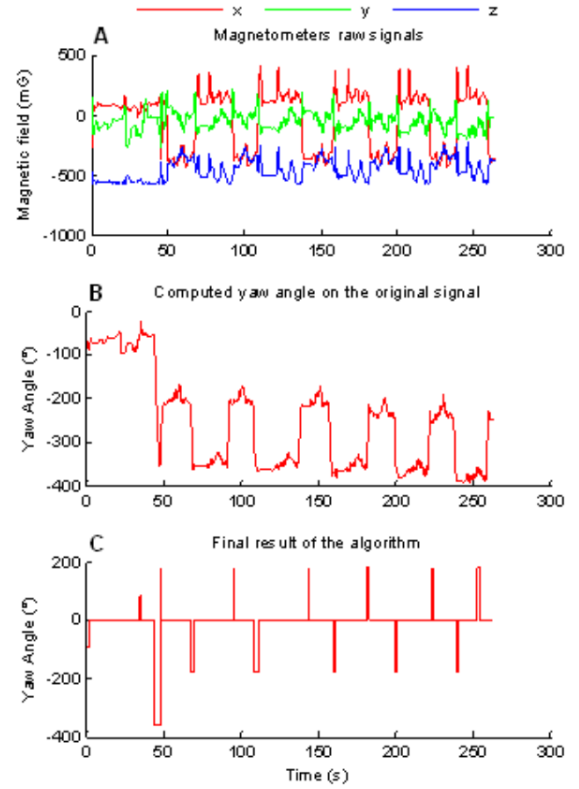 x y z
A Magnetometers raw signals
Magnetic field (mG)
500
0
-500
-1000
0 50 100 150 200 250 300
B Computed yaw angle on the original signal
Yaw Angle (°)
0
-100
-200
-300
-400
0 50 100 150 200 250 300
C Final result of the algorithm
Yaw Angle (°)
200
0
-200
-400
0 50 100 150 200 250 300
Time (s)